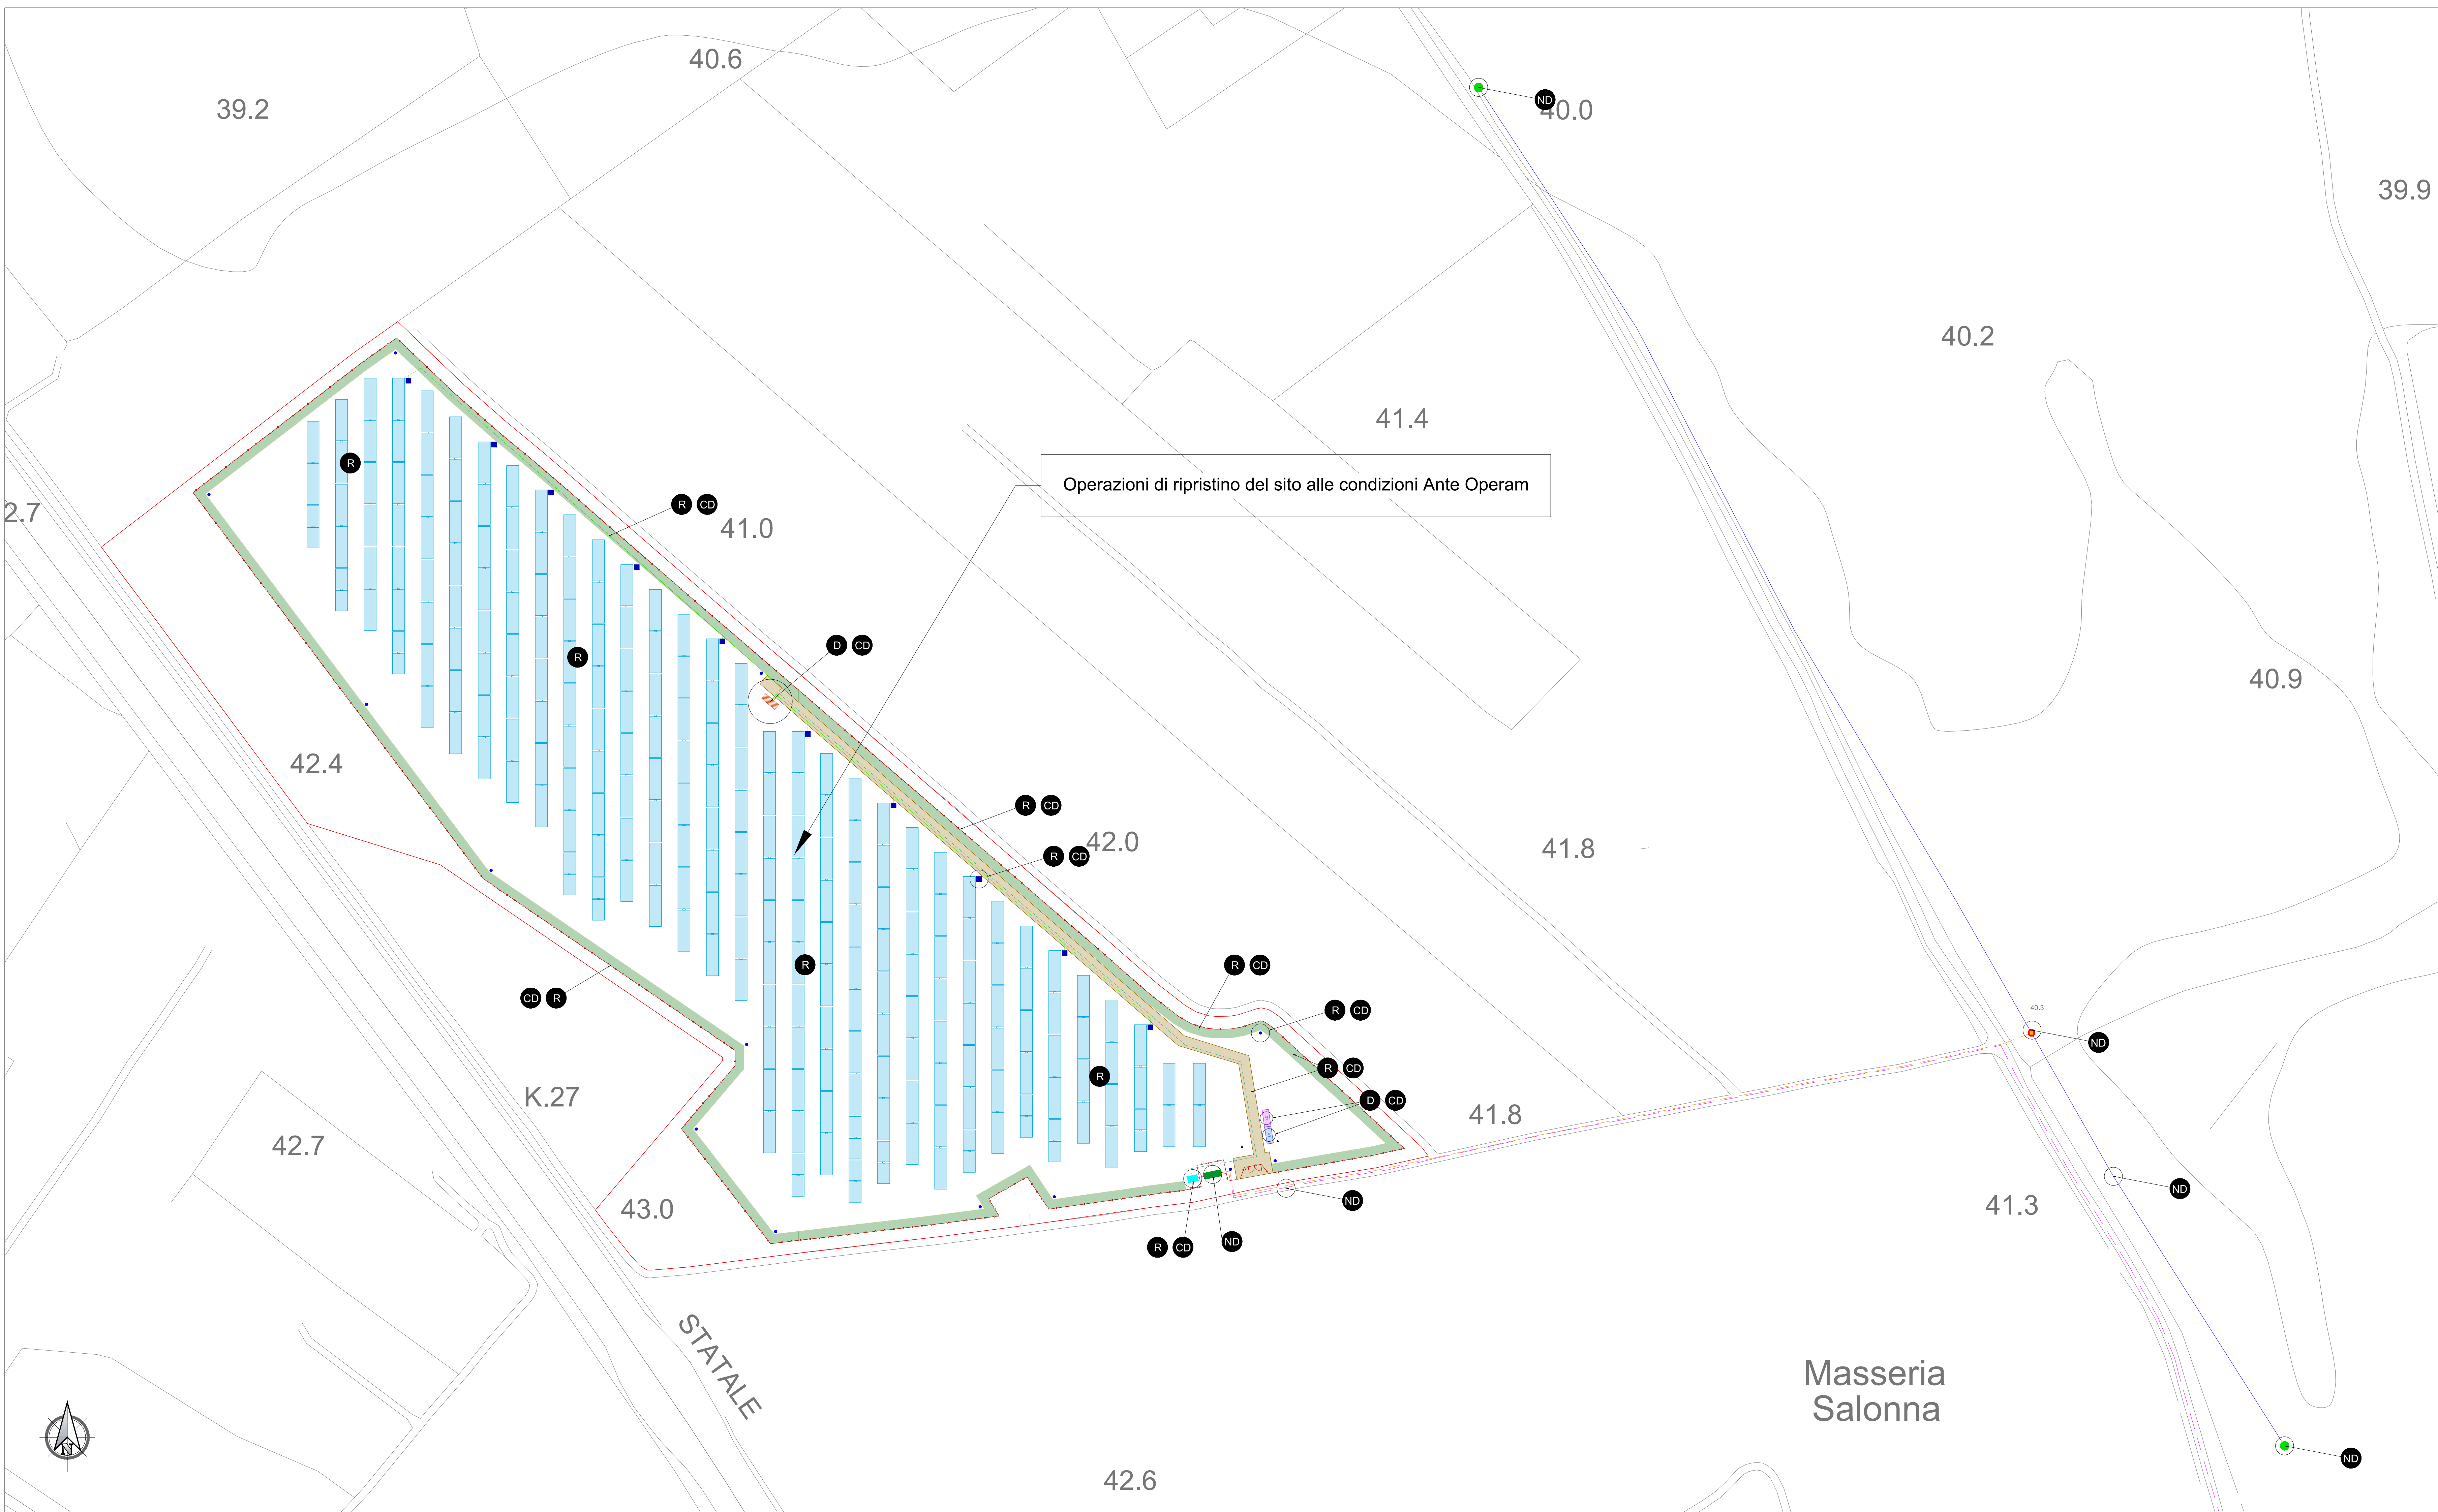 40.6
39.2
ND
40.0
39.9
40.2
41.4
R
Operazioni di ripristino del sito alle condizioni Ante Operam
2.7
R CD
41.0
D CD
R
40.9
42.4
R CD
42.0
R CD
41.8
R
R CD
CD R
R CD
40.3
ND
R CD
R
D CD
K.27
41.8
42.7
ND
ND
43.0
41.3
R CD
ND
STATALE
Masseria
Salonna
N
ND
42.6